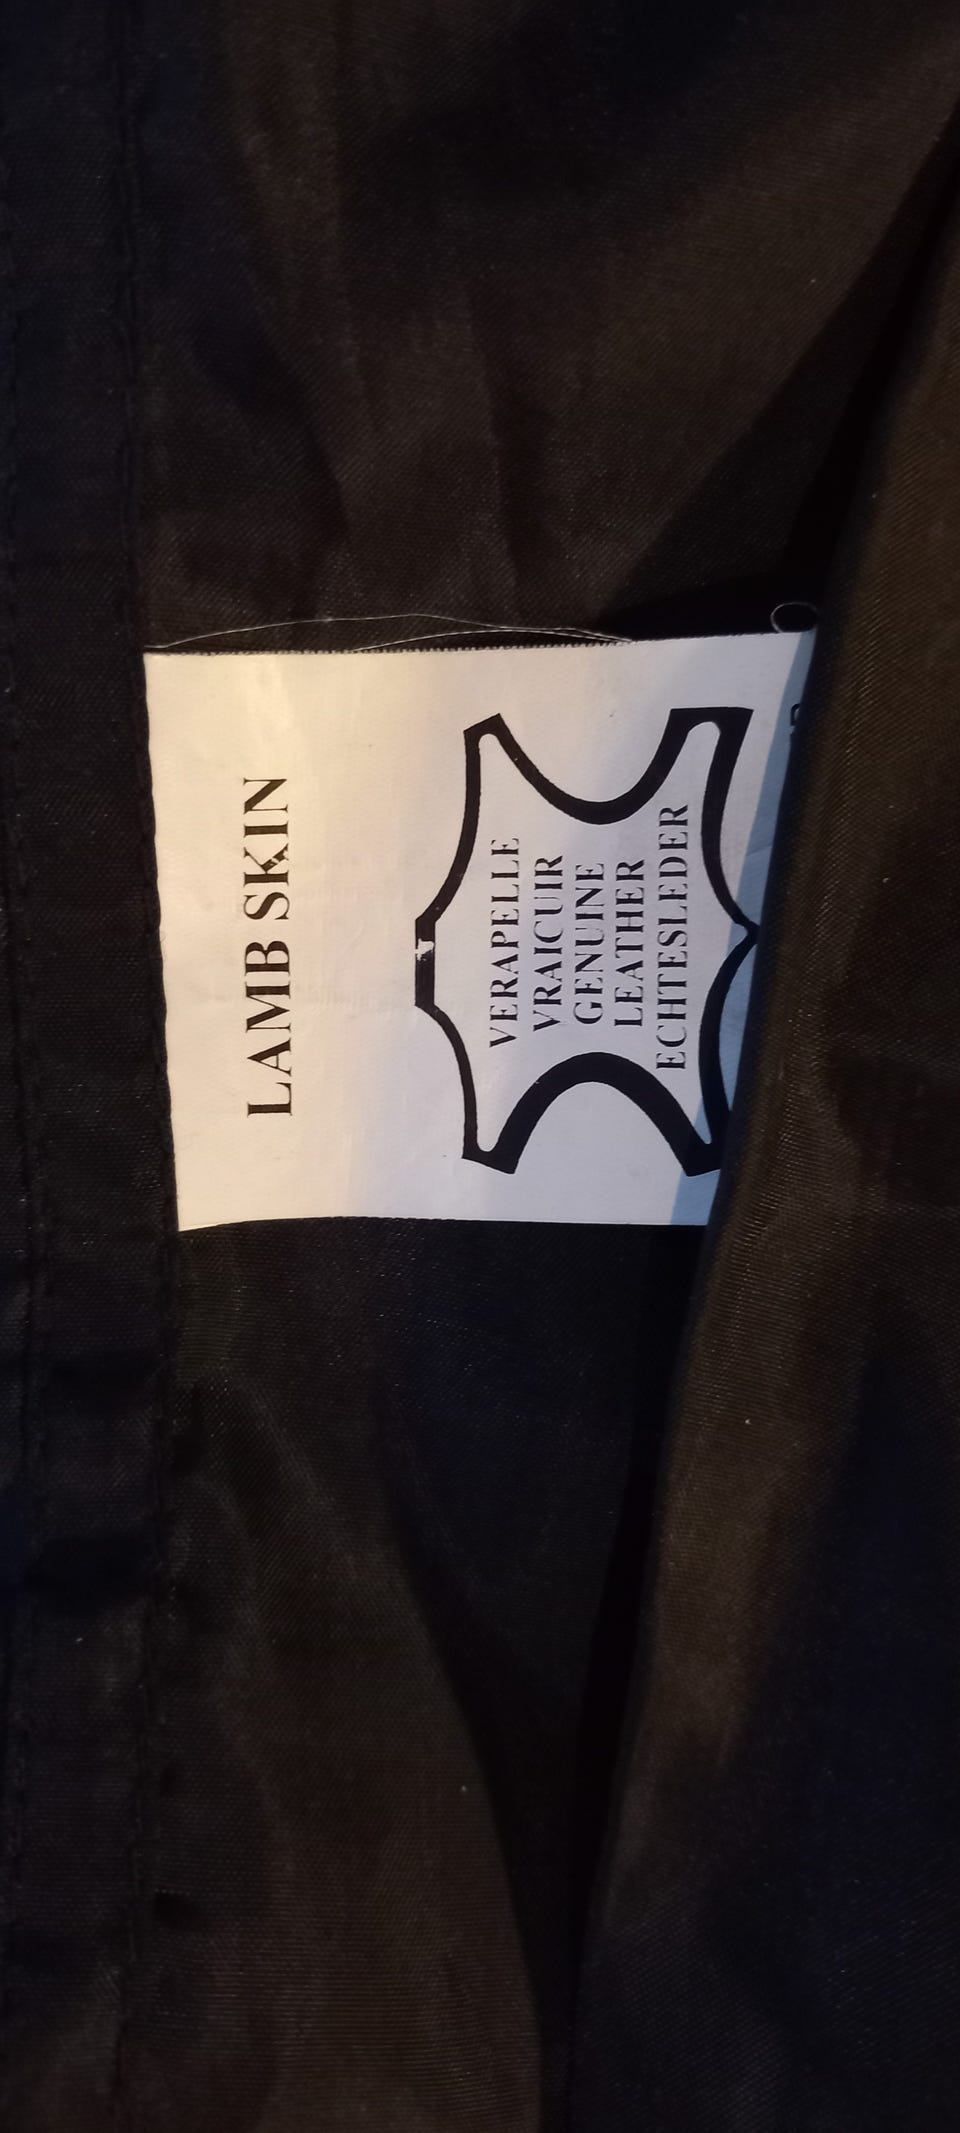 LAMB SKIN
VERAPELLE
VRAICUIR
GENUINE
LEATHER
ECHTESLEDER